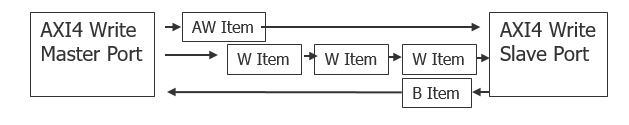 AXI4 Write
Master Port
AW Item
W Item
W Item
W Item
B Item
AXI4 Write
Slave Port